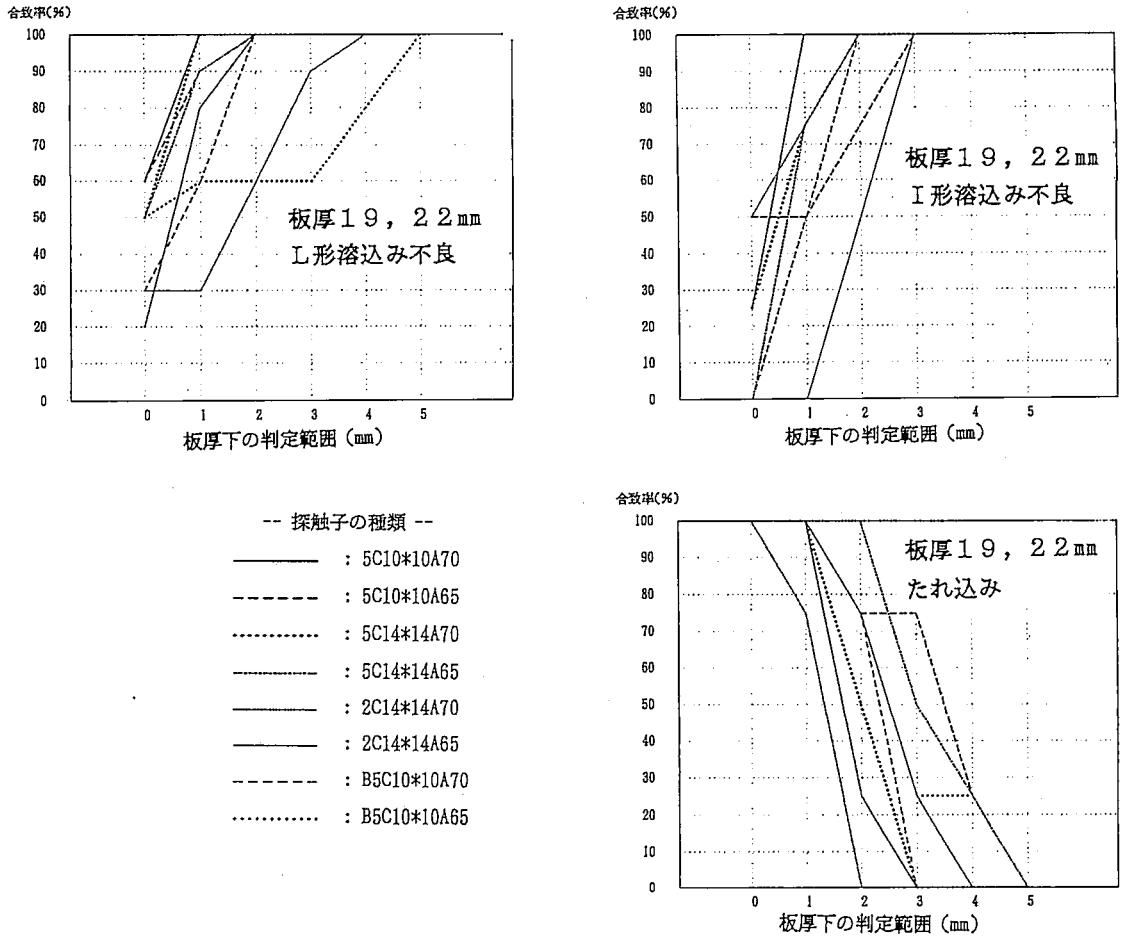 合致率(%)
100
90
80
70
60
50
40
30
20
10
0
0 1 2 3 4 5
板厚下の判定範囲(mm)
板厚19,22mm
L形溶込み不良
合致率(%)
100
90
80
70
60
50
40
30
20
10
0
0 1 2 3 4 5
板厚下の判定範囲(mm)
板厚19,22mm
I形溶込み不良
-- 探触子の種類 --
: 5C10*10A70
: 5C10*10A65
: 5C14*14A70
: 5C14*14A65
: 2C14*14A70
: 2C14*14A65
: B5C10*10A70
: B5C10*10A65
合致率(%)
100
90
80
70
60
50
40
30
20
10
0
0 1 2 3 4 5
板厚下の判定範囲(mm)
板厚19,22mm
たれ込み